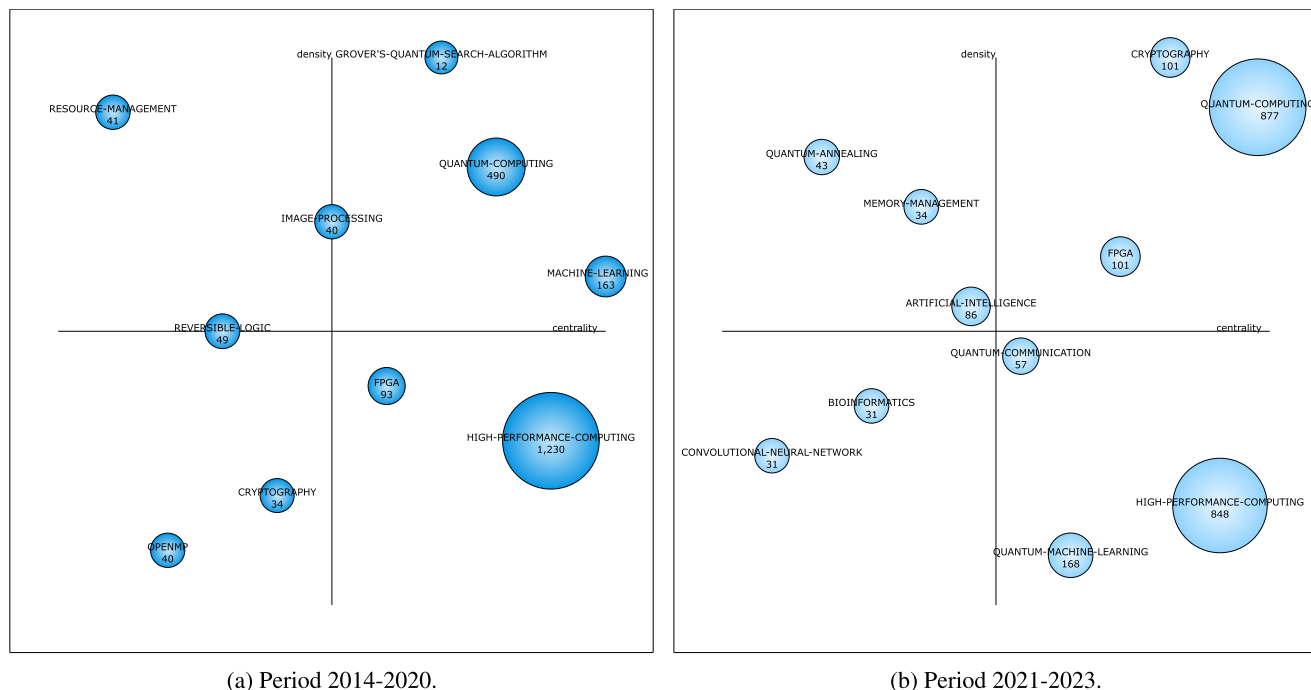 density
GROVER'S-QUANTUM-SEARCH-ALGORITHM
12
RESOURCE-MANAGEMENT
41
QUANTUM-COMPUTING
490
IMAGE-PROCESSING
40
MACHINE-LEARNING
163
REVERSIBLE-LOGIC
49
centrality
FPGA
93
HIGH-PERFORMANCE-COMPUTING
1,230
CRYPTOGRAPHY
34
OPENMP
40
(a) Period 2014-2020.
density
CRYPTOGRAPHY
101
QUANTUM-COMPUTING
877
QUANTUM-ANNEALING
43
MEMORY-MANAGEMENT
34
FPGA
101
ARTIFICIAL-INTELLIGENCE
86
centrality
QUANTUM-COMMUNICATION
57
BIOINFORMATICS
31
CONVOLUTIONAL-NEURAL-NETWORK
31
HIGH-PERFORMANCE-COMPUTING
848
QUANTUM-MACHINE-LEARNING
168
(b) Period 2021-2023.